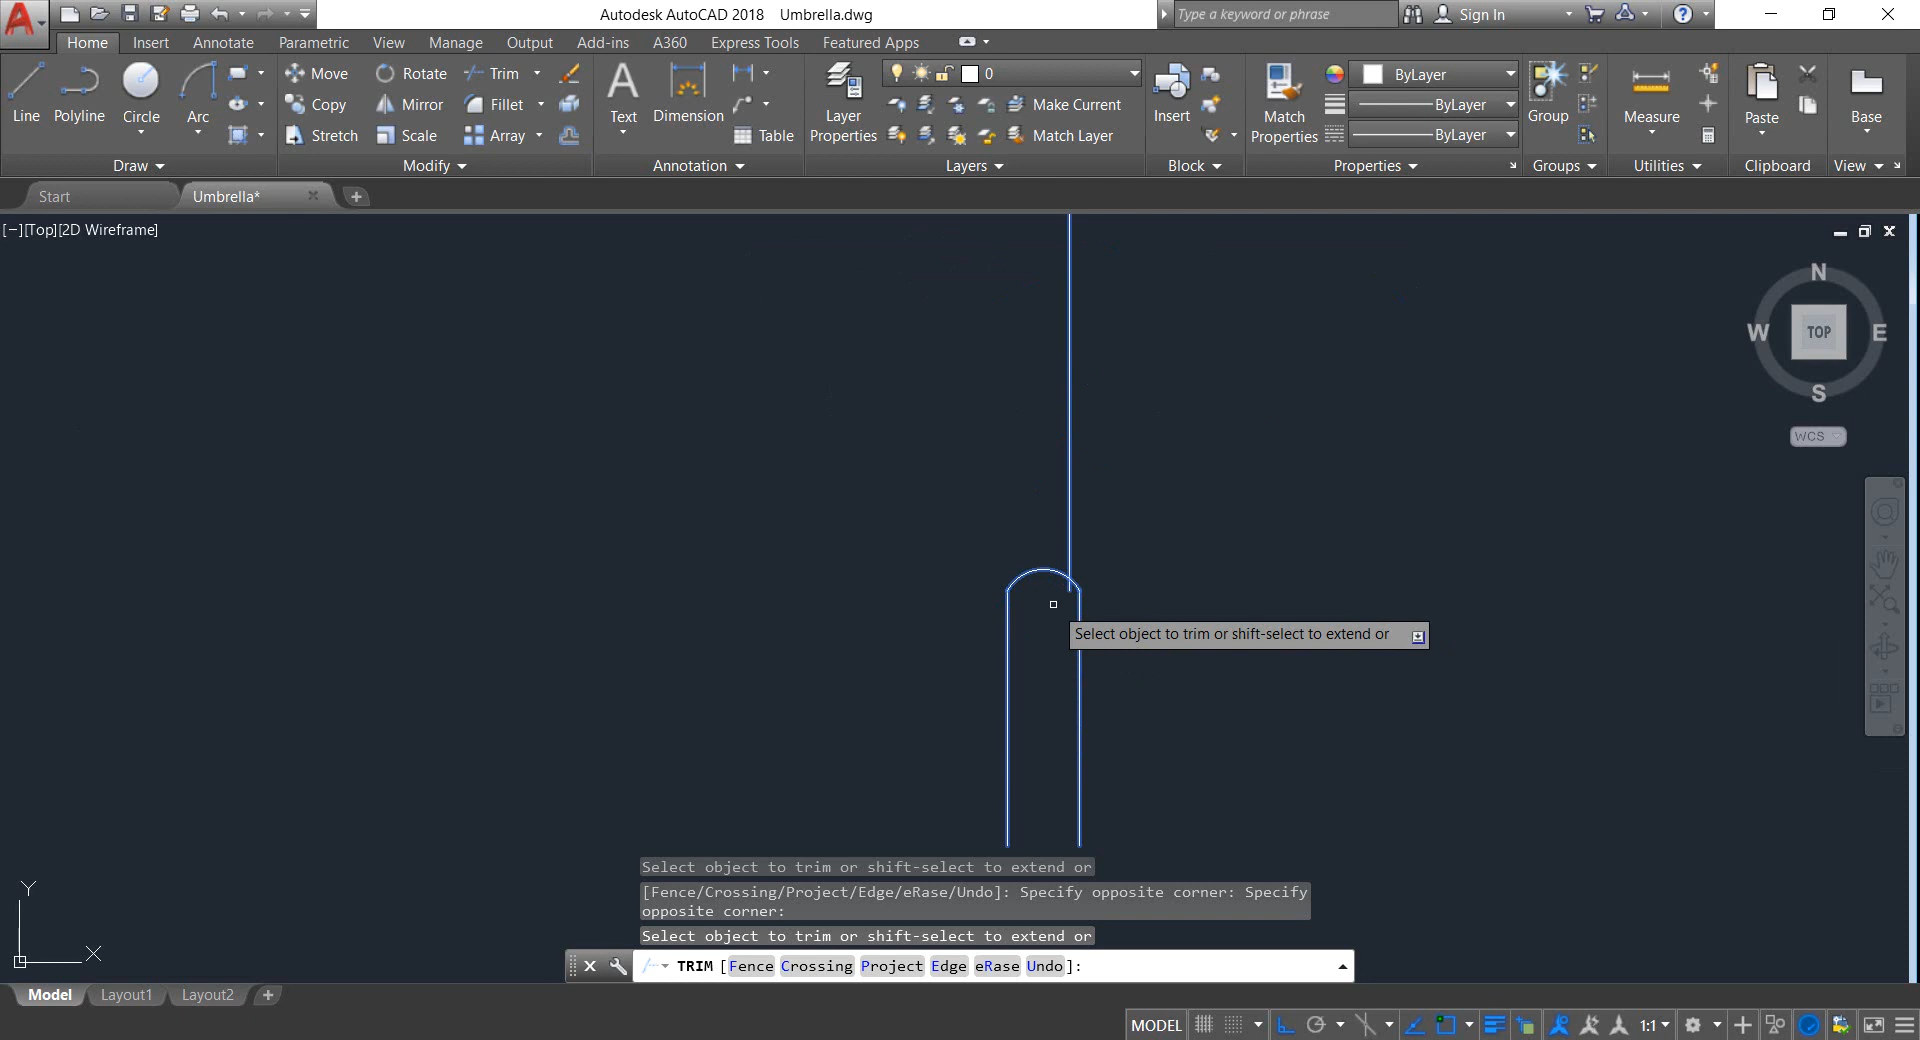 Autodesk AutoCAD 2018 Umbrella.dwg
Type a keyword or phrase
Sign In
Home Insert Annotate Parametric View Manage Output Add-ins A360 Express Tools Featured Apps
Line Polyline Circle Arc
Move Rotate Trim
Copy Mirror Fillet
Stretch Scale Array
Text Dimension Table
Layer Properties
0
Make Current
Match Layer
Insert
Match Properties
ByLayer
ByLayer
ByLayer
Group
Measure
Paste
Base
Draw Modify Annotation Layers Block Properties Groups Utilities Clipboard View
Start Umbrella*
[−][Top][2D Wireframe]
N
W TOP E
S
WCS
Select object to trim or shift-select to extend or
Select object to trim or shift-select to extend or
[Fence/Crossing/Project/Edge/eRase/Undo]: Specify opposite corner: Specify
opposite corner:
Select object to trim or shift-select to extend or
TRIM [Fence Crossing Project Edge eRase Undo]:
Y
X
Model Layout1 Layout2
MODEL 1:1